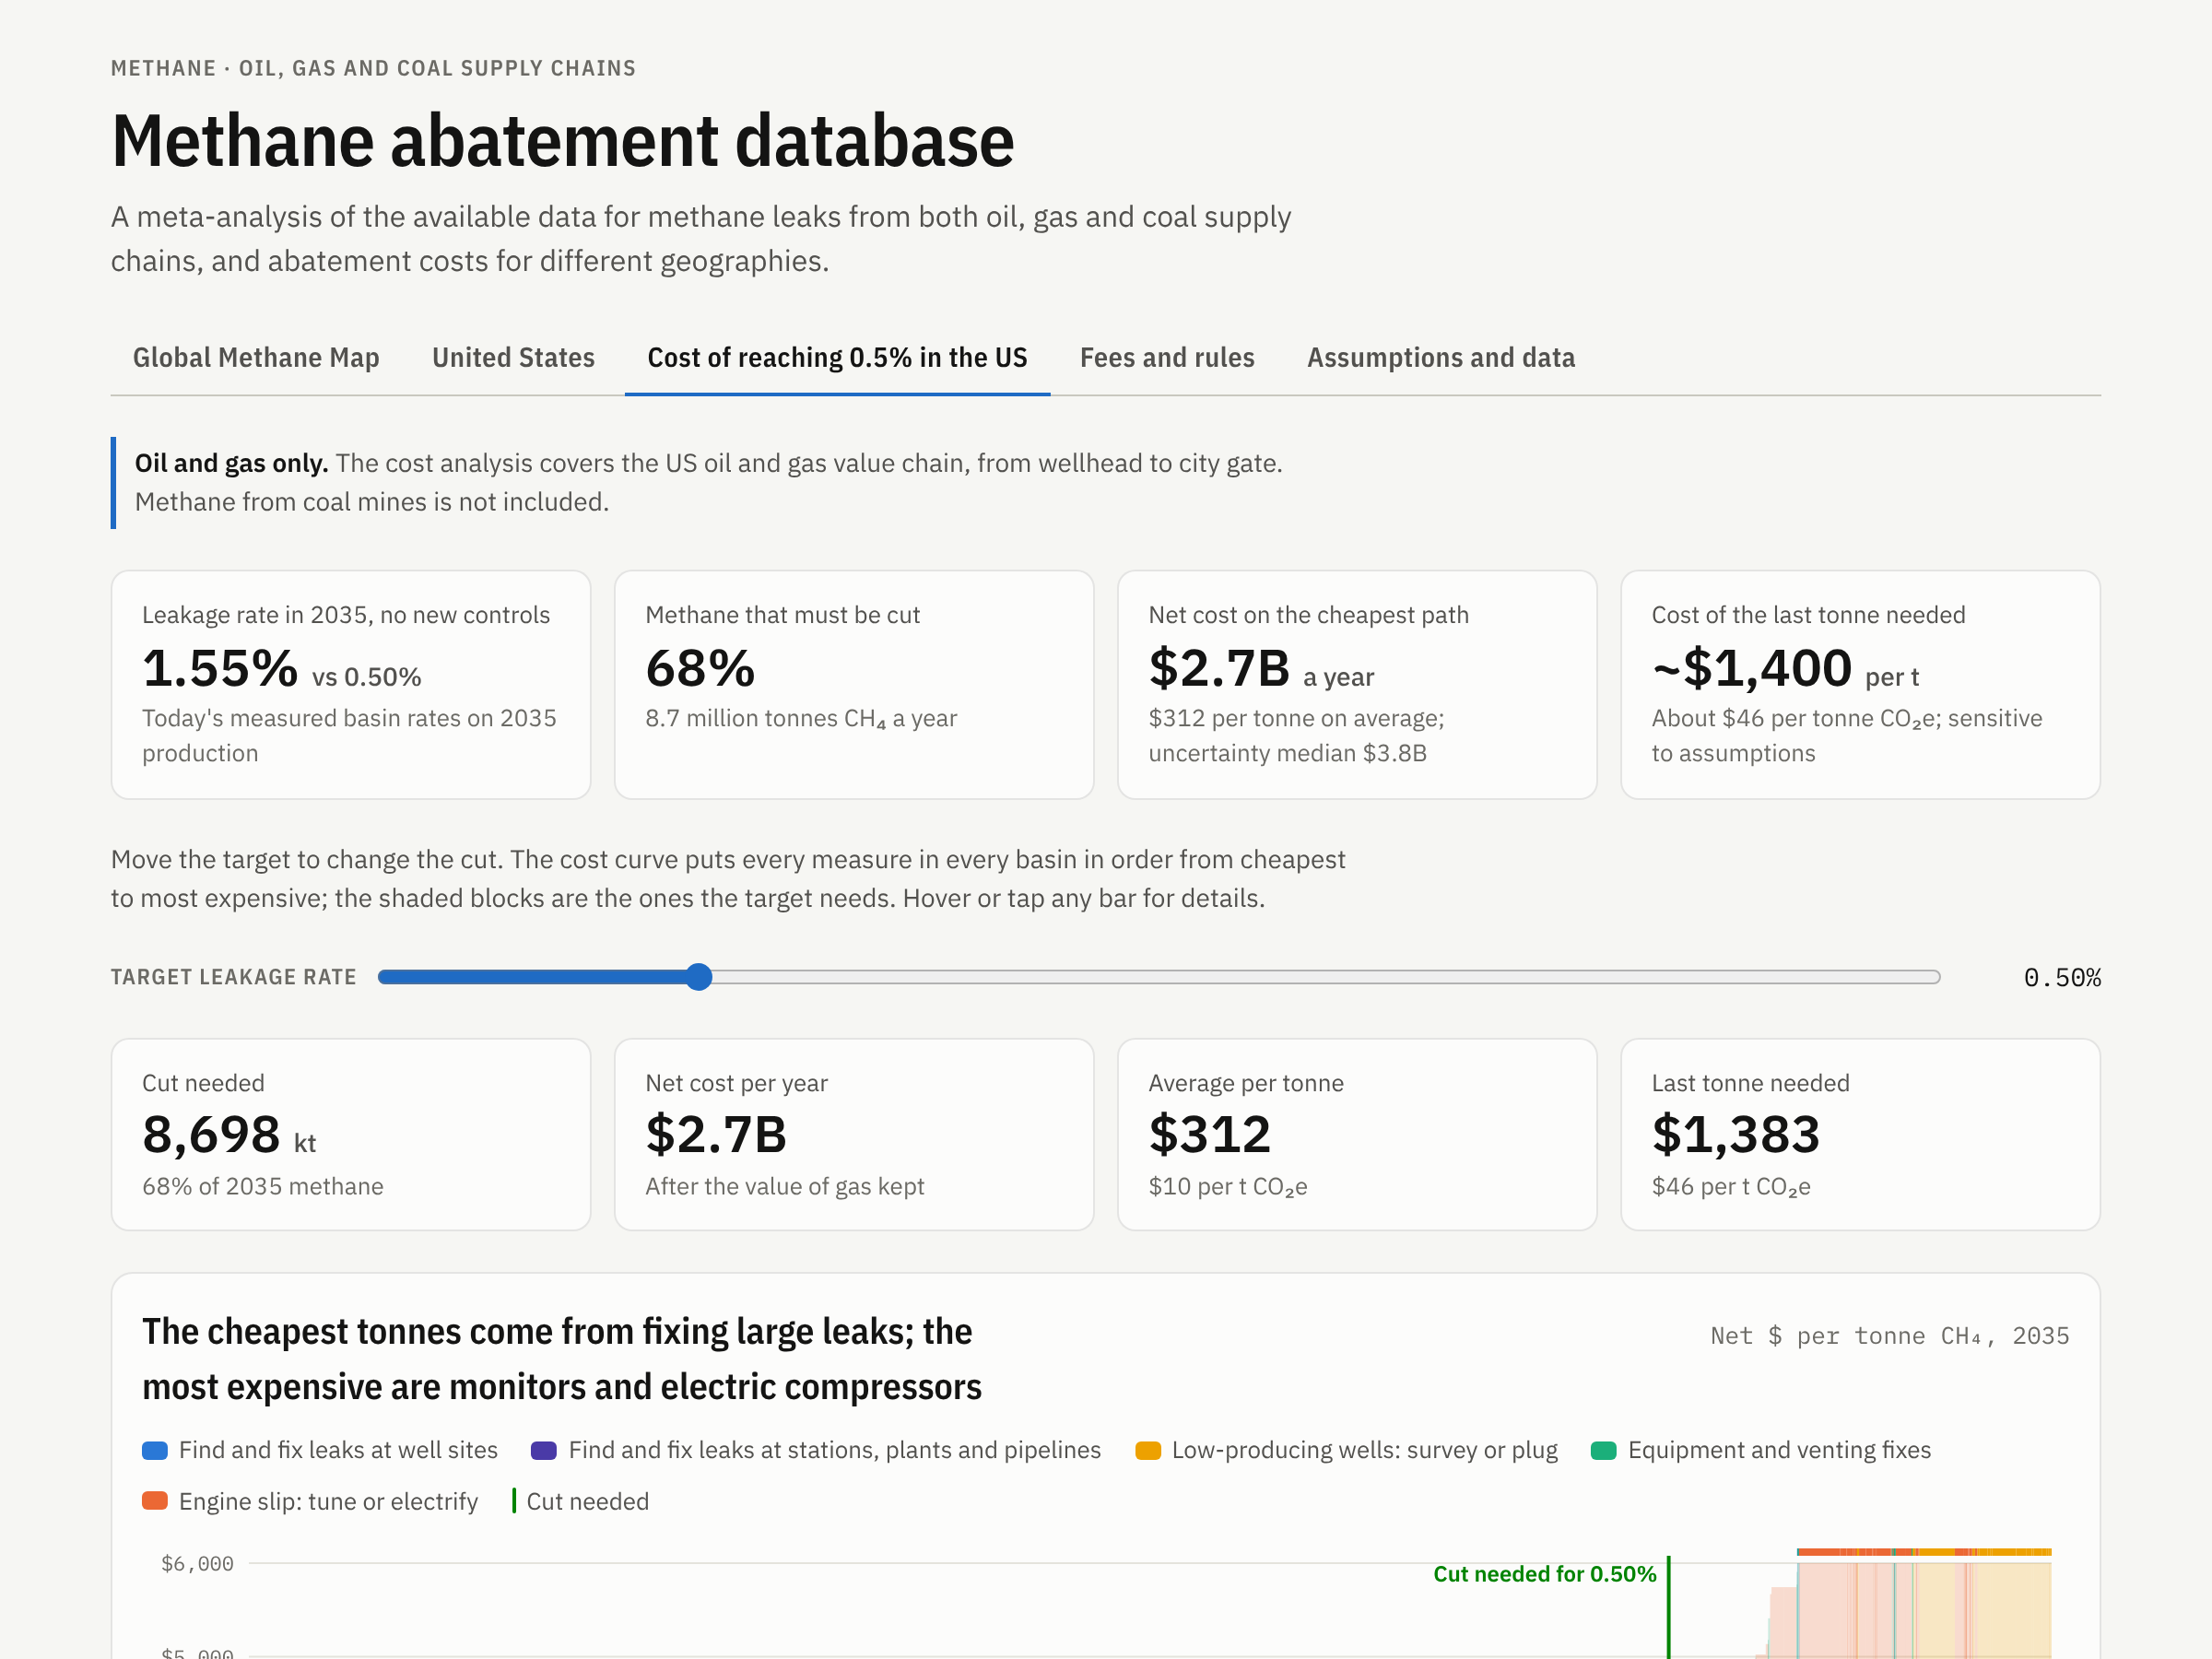 METHANE · OIL, GAS AND COAL SUPPLY CHAINS
Methane abatement database
A meta-analysis of the available data for methane leaks from both oil, gas and coal supply
chains, and abatement costs for different geographies.
Global Methane Map
United States
Cost of reaching 0.5% in the US
Fees and rules
Assumptions and data
Oil and gas only. The cost analysis covers the US oil and gas value chain, from wellhead to city gate.
Methane from coal mines is not included.
Leakage rate in 2035, no new controls
1.55% vs 0.50%
Today's measured basin rates on 2035
production
Methane that must be cut
68%
8.7 million tonnes CH₄ a year
Net cost on the cheapest path
$2.7B a year
$312 per tonne on average;
uncertainty median $3.8B
Cost of the last tonne needed
~$1,400 per t
About $46 per tonne CO₂e; sensitive
to assumptions
Move the target to change the cut. The cost curve puts every measure in every basin in order from cheapest
to most expensive; the shaded blocks are the ones the target needs. Hover or tap any bar for details.
TARGET LEAKAGE RATE
0.50%
Cut needed
8,698 kt
68% of 2035 methane
Net cost per year
$2.7B
After the value of gas kept
Average per tonne
$312
$10 per t CO₂e
Last tonne needed
$1,383
$46 per t CO₂e
The cheapest tonnes come from fixing large leaks; the
most expensive are monitors and electric compressors
Net $ per tonne CH₄, 2035
Find and fix leaks at well sites
Find and fix leaks at stations, plants and pipelines
Low-producing wells: survey or plug
Equipment and venting fixes
Engine slip: tune or electrify
Cut needed
$6,000
Cut needed for 0.50%
$5,000